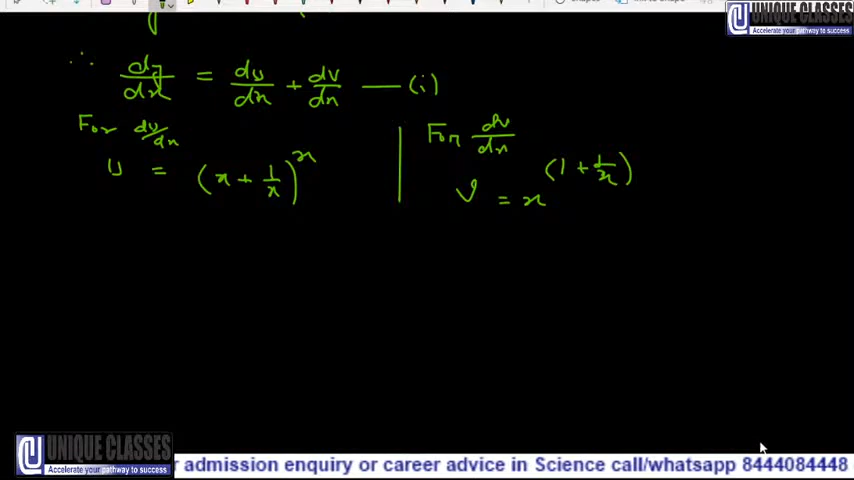 UNIQUE CLASSES
Accelerate your pathway to success
∴ dy/dx = du/dx + dv/dx — (i)
For du/dx
u = (x + 1/x)^x
For dv/dx
v = x^(1 + 1/x)
UNIQUE CLASSES
Accelerate your pathway to success
r admission enquiry or career advice in Science call/whatsapp 8444084448